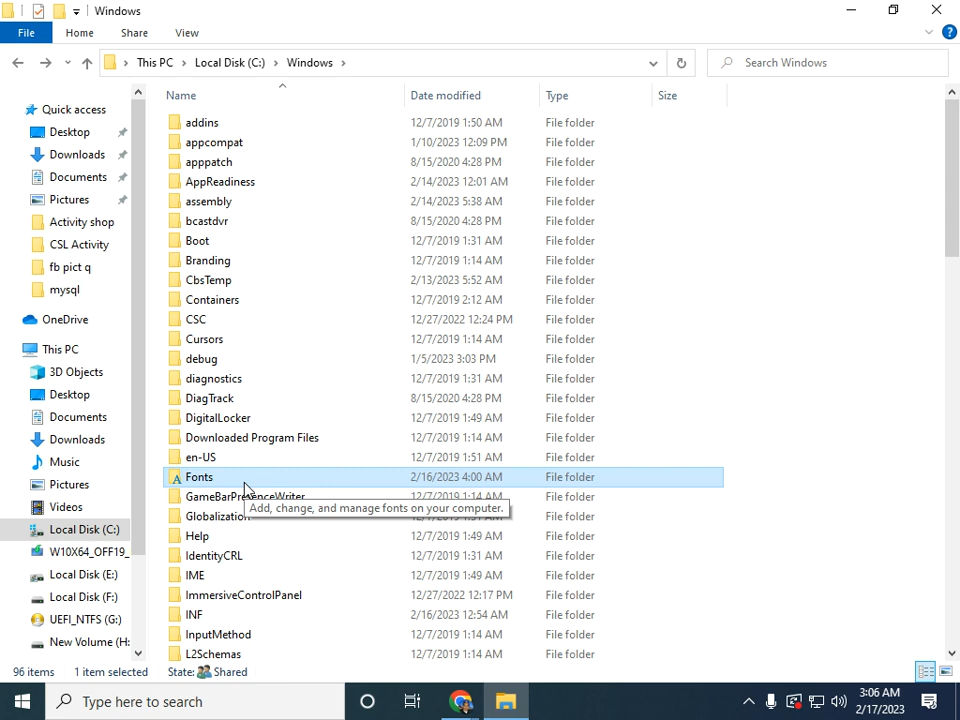 Windows
File Home Share View
This PC Local Disk (C:) Windows
Search Windows
Name Date modified Type Size
Quick access
Desktop
Downloads
Documents
Pictures
Activity shop
CSL Activity
fb pict q
mysql
OneDrive
This PC
3D Objects
Desktop
Documents
Downloads
Music
Pictures
Videos
Local Disk (C:)
W10X64_OFF19_
Local Disk (E:)
Local Disk (F:)
UEFI_NTFS (G:)
New Volume (H:
addins 12/7/2019 1:50 AM File folder
appcompat 1/10/2023 12:09 PM File folder
apppatch 8/15/2020 4:28 PM File folder
AppReadiness 2/14/2023 12:01 AM File folder
assembly 2/14/2023 5:38 AM File folder
bcastdvr 8/15/2020 4:28 PM File folder
Boot 12/7/2019 1:31 AM File folder
Branding 12/7/2019 1:14 AM File folder
CbsTemp 2/13/2023 5:52 AM File folder
Containers 12/7/2019 2:12 AM File folder
CSC 12/27/2022 12:24 PM File folder
Cursors 12/7/2019 1:14 AM File folder
debug 1/5/2023 3:03 PM File folder
diagnostics 12/7/2019 1:31 AM File folder
DiagTrack 8/15/2020 4:28 PM File folder
DigitalLocker 12/7/2019 1:49 AM File folder
Downloaded Program Files 12/7/2019 1:14 AM File folder
en-US 12/7/2019 1:51 AM File folder
Fonts 2/16/2023 4:00 AM File folder
GameBarPresenceWriter 12/7/2019 1:14 AM File folder
Add, change, and manage fonts on your computer.
Globalization File folder
Help 12/7/2019 1:49 AM File folder
IdentityCRL 12/7/2019 1:31 AM File folder
IME 12/7/2019 1:49 AM File folder
ImmersiveControlPanel 12/27/2022 12:17 PM File folder
INF 2/16/2023 12:54 AM File folder
InputMethod 12/7/2019 1:14 AM File folder
L2Schemas 12/7/2019 1:14 AM File folder
96 items 1 item selected State: Shared
Type here to search
3:06 AM
2/17/2023